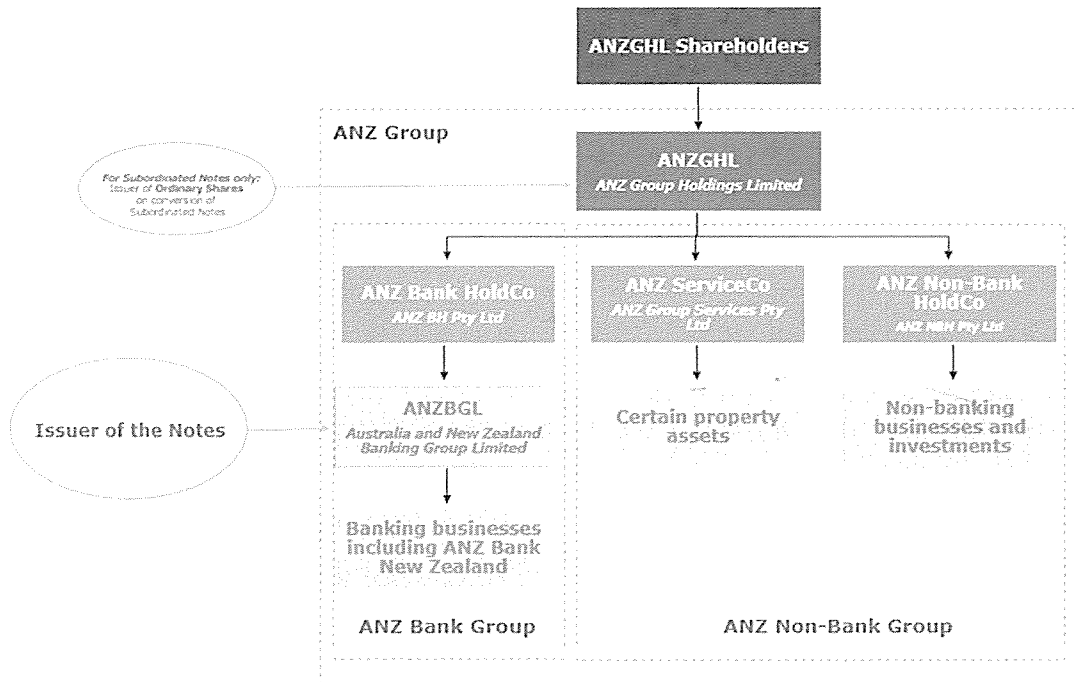 ANZGHL Shareholders
ANZ Group
ANZGHL
ANZ Group Holdings Limited
For Subordinated Notes only:
Issuer of Ordinary Shares
on conversion of
Subordinated Notes
ANZ Bank HoldCo
ANZ BH Pty Ltd
ANZ ServiceCo
ANZ Group Services Pty
Ltd
ANZ Non-Bank
HoldCo
ANZ NBH Pty Ltd
Issuer of the Notes
ANZBGL
Australia and New Zealand
Banking Group Limited
Certain property
assets
Non-banking
businesses and
investments
Banking businesses
including ANZ Bank
New Zealand
ANZ Bank Group
ANZ Non-Bank Group